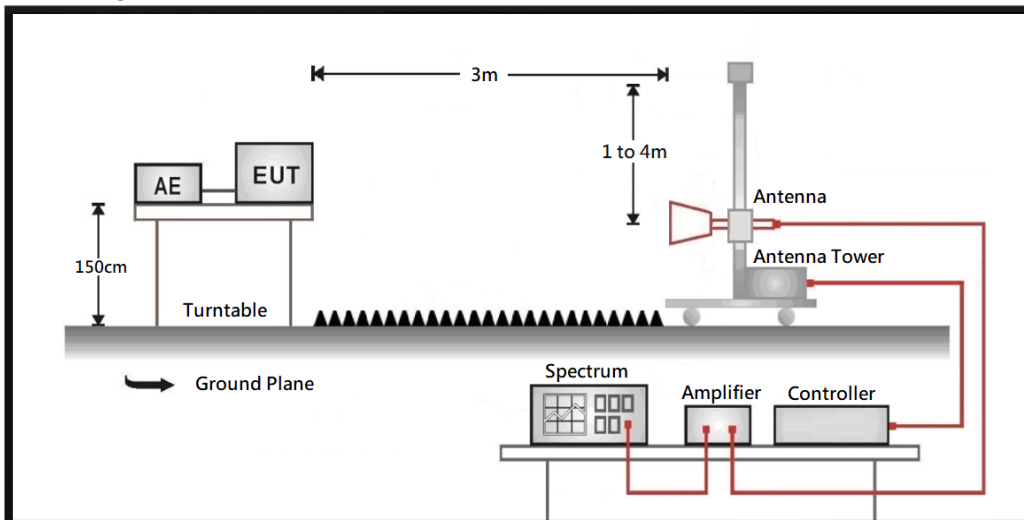 3m
1 to 4m
AE
EUT
Antenna
150cm
Antenna Tower
Turntable
Ground Plane
Spectrum
Amplifier
Controller